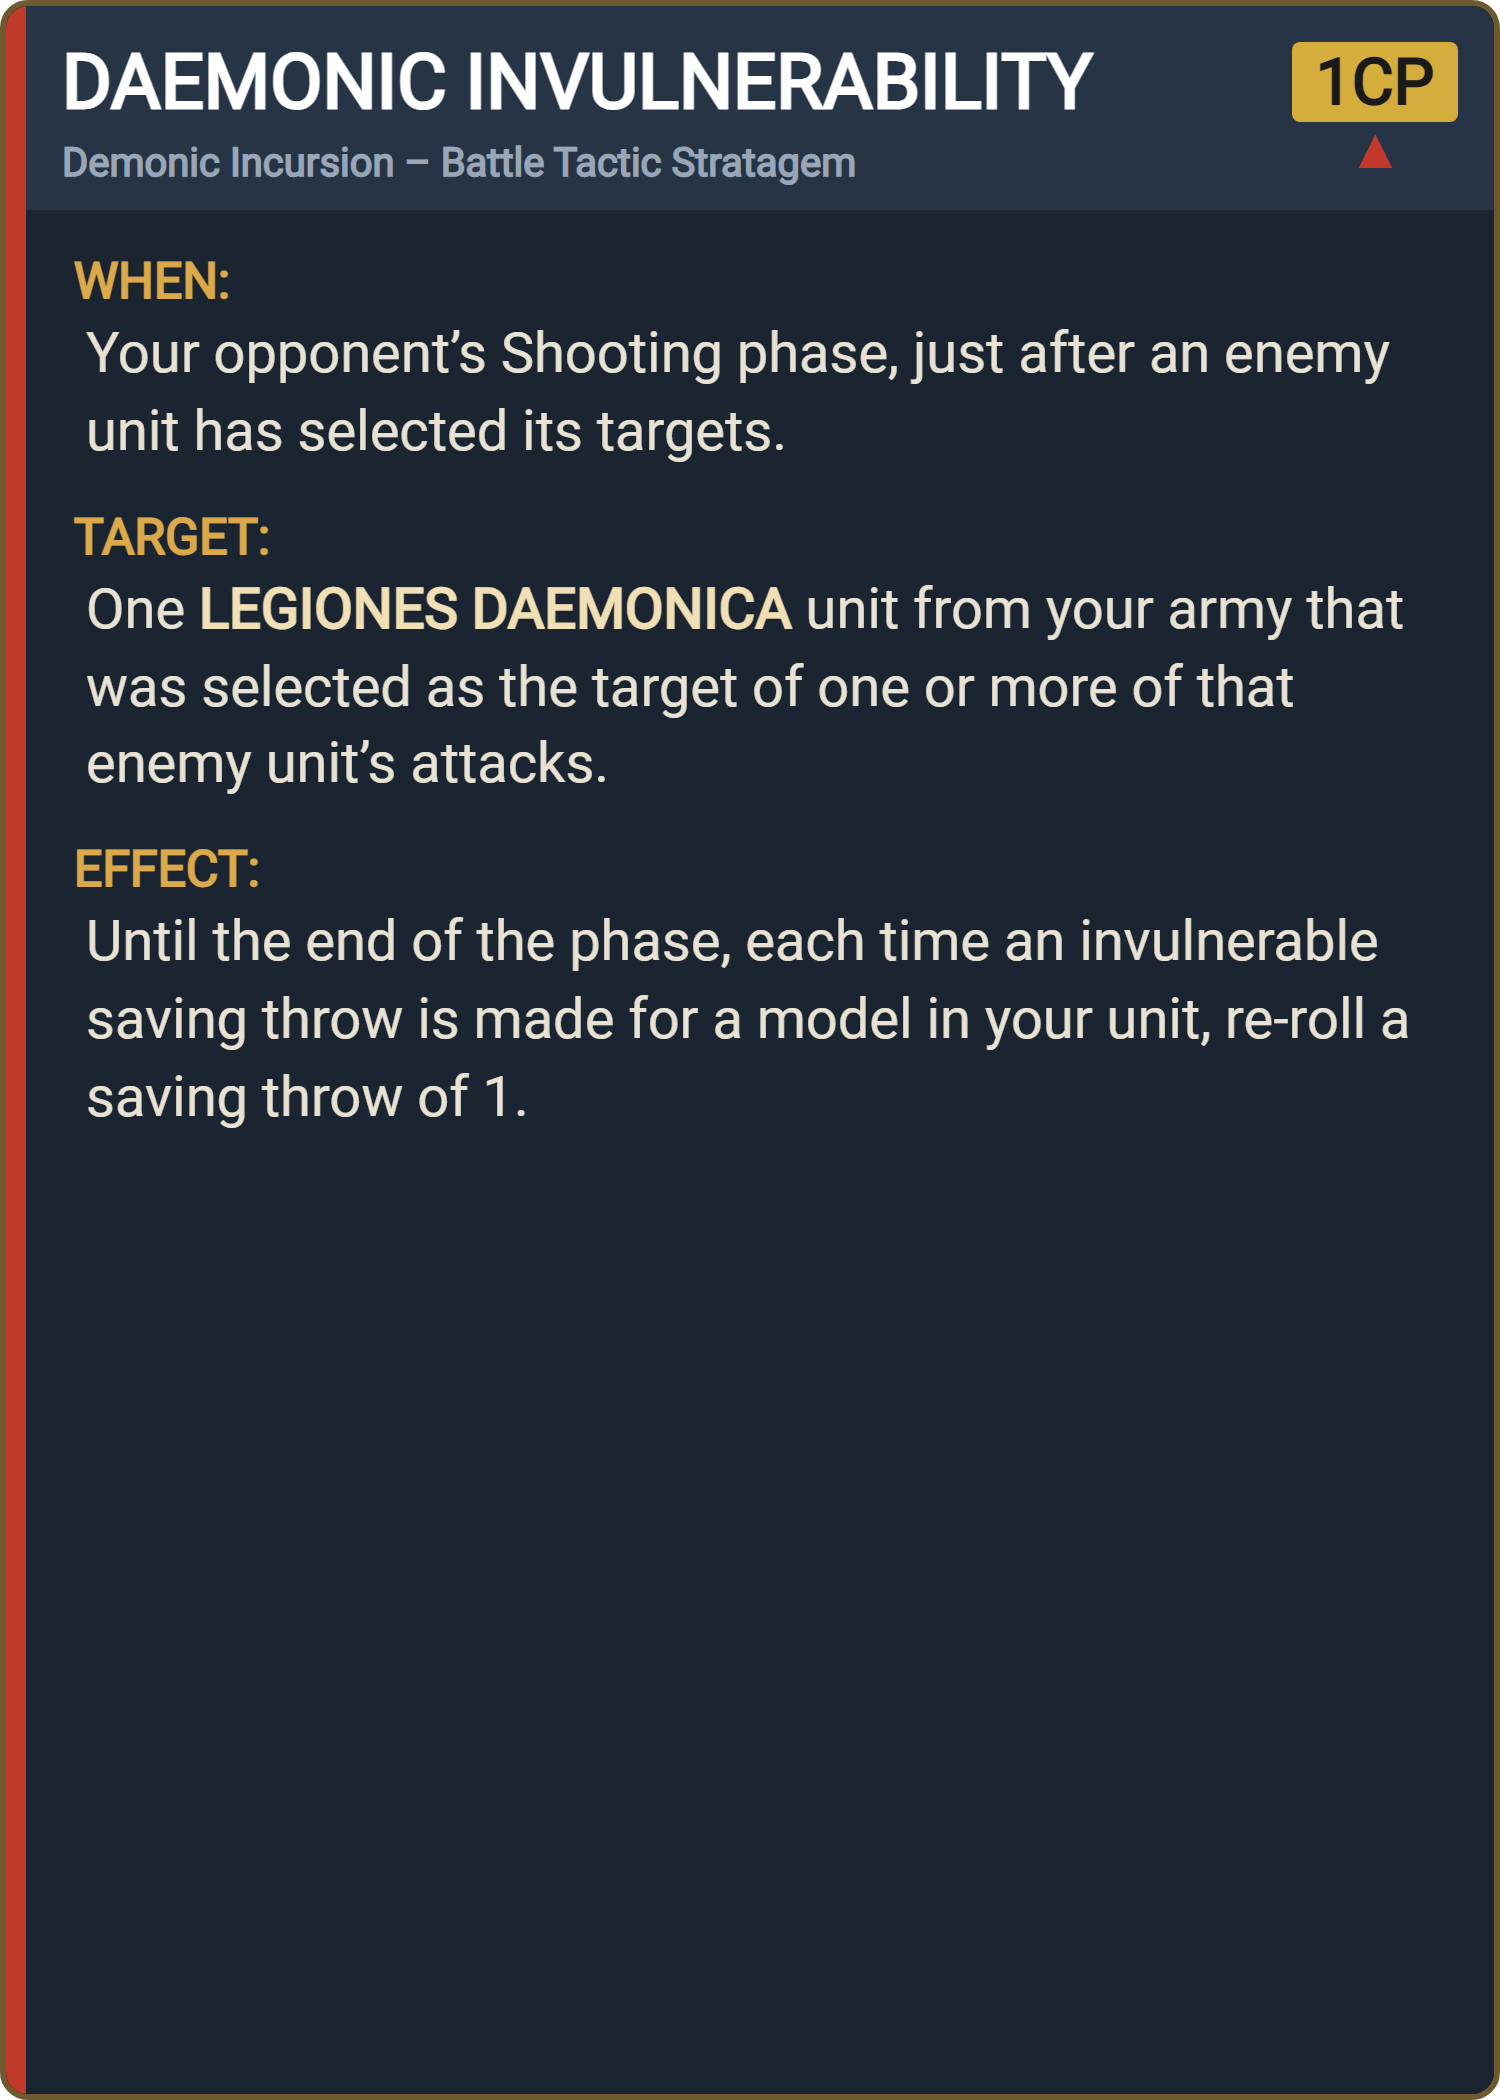 DAEMONIC INVULNERABILITY
1CP
Demonic Incursion – Battle Tactic Stratagem
WHEN:
Your opponent’s Shooting phase, just after an enemy
unit has selected its targets.
TARGET:
One LEGIONES DAEMONICA unit from your army that
was selected as the target of one or more of that
enemy unit’s attacks.
EFFECT:
Until the end of the phase, each time an invulnerable
saving throw is made for a model in your unit, re-roll a
saving throw of 1.